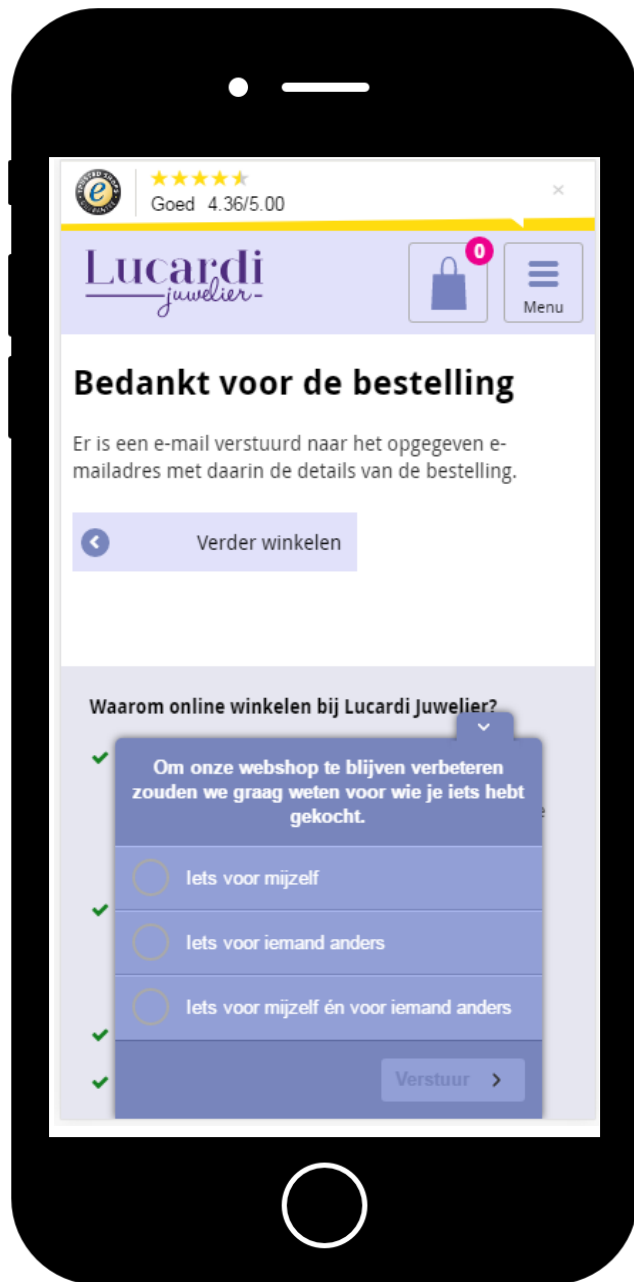 Goed 4.36/5.00
Lucardi
juwelier
0
Menu
Bedankt voor de bestelling
Er is een e-mail verstuurd naar het opgegeven e-
mailadres met daarin de details van de bestelling.
Verder winkelen
Waarom online winkelen bij Lucardi Juwelier?
Om onze webshop te blijven verbeteren
zouden we graag weten voor wie je iets hebt
gekocht.
Iets voor mijzelf
Iets voor iemand anders
Iets voor mijzelf én voor iemand anders
Verstuur